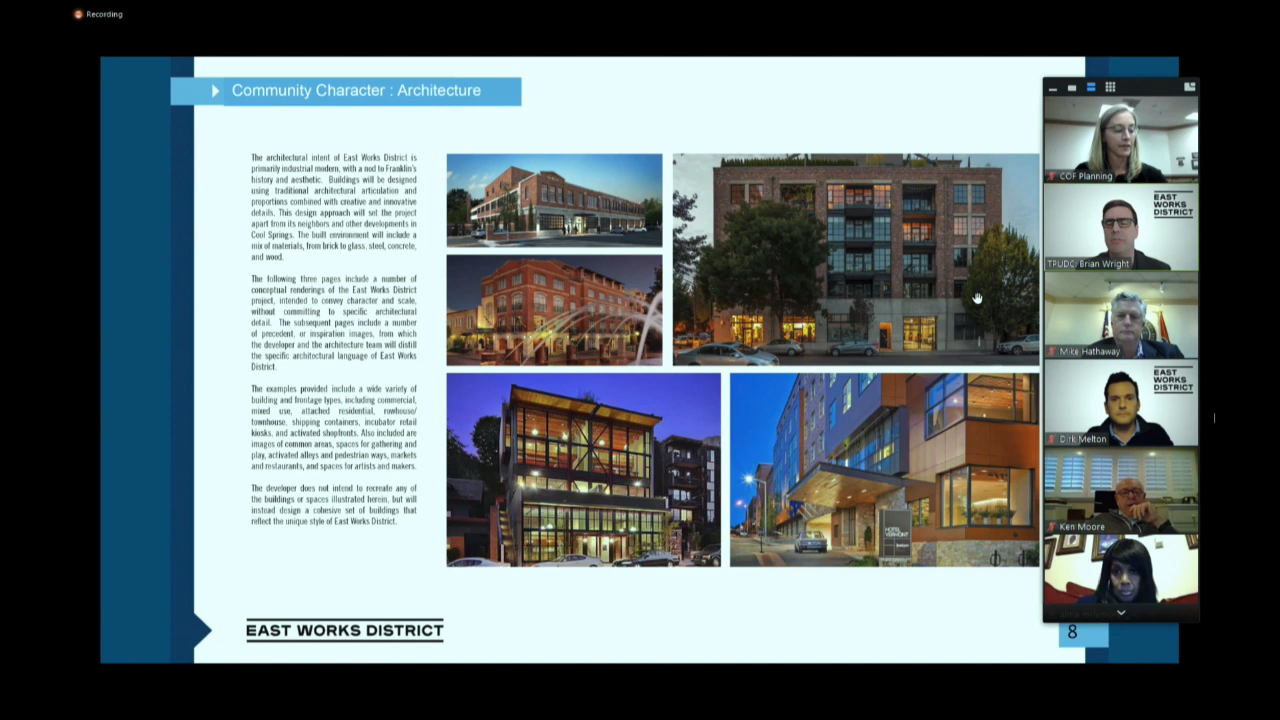 Recording
Community Character : Architecture
The architectural intent of East Works District is
primarily industrial modern, with a nod to Franklin's
history and aesthetic. Buildings will be designed
using traditional architectural articulation and
proportions combined with creative and innovative
details. This design approach will set the project
apart from its neighbors and other developments in
Cool Springs. The built environment will include a
mix of materials, from brick to glass, steel, concrete,
and wood.
The following three pages include a number of
conceptual renderings of the East Works District
project, intended to convey character and scale,
without committing to specific architectural
detail. The subsequent pages include a number
of precedent, or inspiration images, from which
the developer and the architecture team will distill
the specific architectural language of East Works
District.
The examples provided include a wide variety of
building and frontage types, including commercial,
mixed use, attached residential, rowhouse/
townhouse, shipping containers, incubator retail
kiosks, and activated shopfronts. Also included are
images of common areas, spaces for gathering and
play, activated alleys and pedestrian ways, markets
and restaurants, and spaces for artists and makers.
The developer does not intend to recreate any of
the buildings or spaces illustrated herein, but will
instead design a cohesive set of buildings that
reflect the unique style of East Works District.
HOTEL
VERMONT
EAST WORKS DISTRICT
8
COF Planning
EAST
WORKS
DISTRICT
TPUDC: Brian Wright
Mike Hathaway
EAST
WORKS
DISTRICT
Dirk Melton
Ken Moore